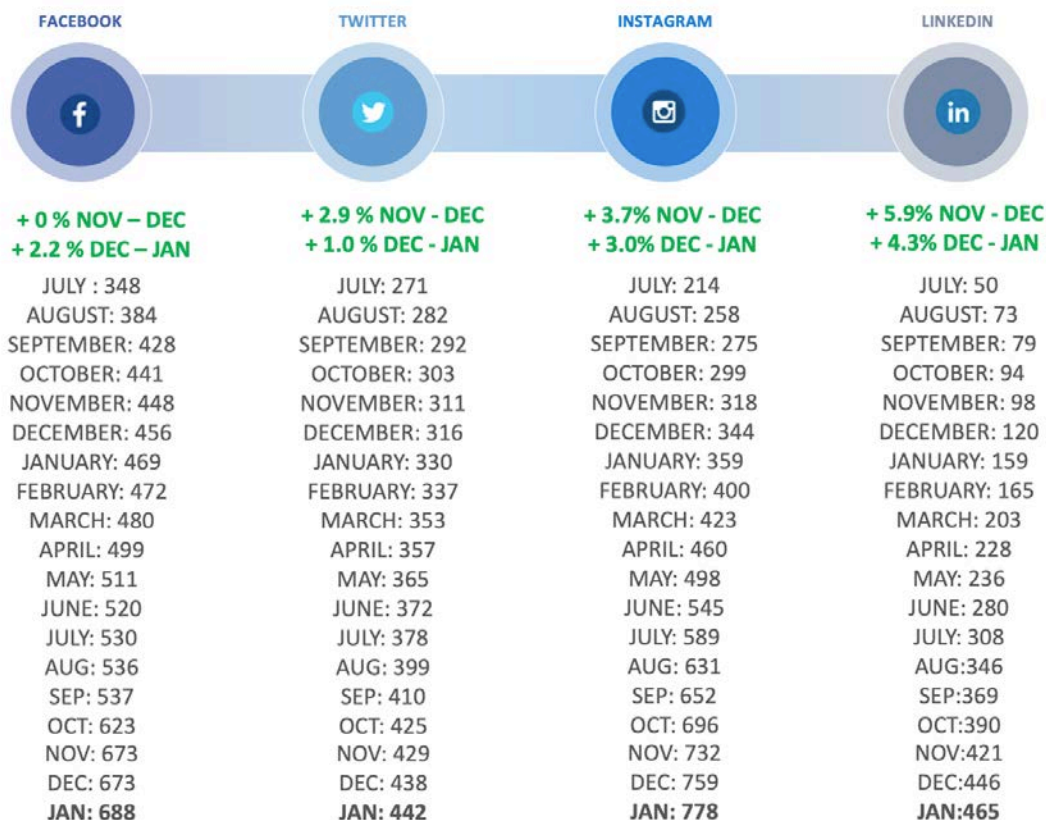 FACEBOOK
TWITTER
INSTAGRAM
LINKEDIN
f
in
+ 0 % NOV – DEC
+ 2.2 % DEC – JAN
JULY : 348
AUGUST: 384
SEPTEMBER: 428
OCTOBER: 441
NOVEMBER: 448
DECEMBER: 456
JANUARY: 469
FEBRUARY: 472
MARCH: 480
APRIL: 499
MAY: 511
JUNE: 520
JULY: 530
AUG: 536
SEP: 537
OCT: 623
NOV: 673
DEC: 673
JAN: 688
+ 2.9 % NOV - DEC
+ 1.0 % DEC - JAN
JULY: 271
AUGUST: 282
SEPTEMBER: 292
OCTOBER: 303
NOVEMBER: 311
DECEMBER: 316
JANUARY: 330
FEBRUARY: 337
MARCH: 353
APRIL: 357
MAY: 365
JUNE: 372
JULY: 378
AUG: 399
SEP: 410
OCT: 425
NOV: 429
DEC: 438
JAN: 442
+ 3.7% NOV - DEC
+ 3.0% DEC - JAN
JULY: 214
AUGUST: 258
SEPTEMBER: 275
OCTOBER: 299
NOVEMBER: 318
DECEMBER: 344
JANUARY: 359
FEBRUARY: 400
MARCH: 423
APRIL: 460
MAY: 498
JUNE: 545
JULY: 589
AUG: 631
SEP: 652
OCT: 696
NOV: 732
DEC: 759
JAN: 778
+ 5.9% NOV - DEC
+ 4.3% DEC - JAN
JULY: 50
AUGUST: 73
SEPTEMBER: 79
OCTOBER: 94
NOVEMBER: 98
DECEMBER: 120
JANUARY: 159
FEBRUARY: 165
MARCH: 203
APRIL: 228
MAY: 236
JUNE: 280
JULY: 308
AUG:346
SEP:369
OCT:390
NOV:421
DEC:446
JAN:465